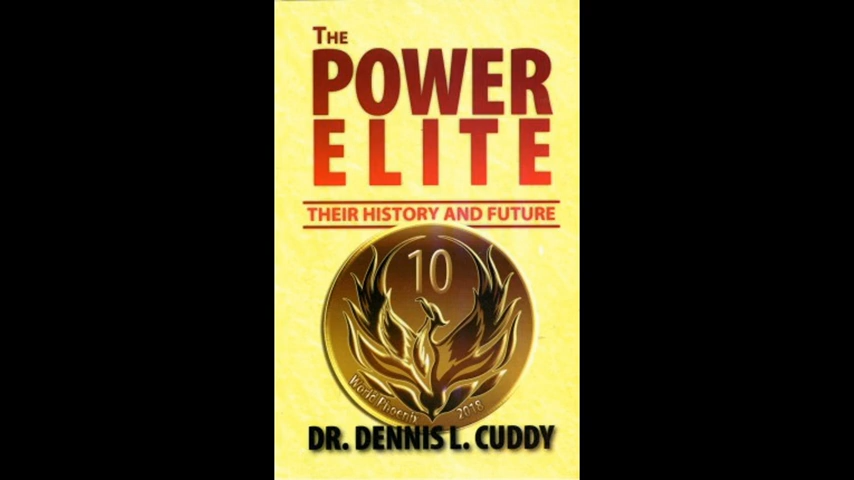 THE
POWER
ELITE
THEIR HISTORY AND FUTURE
10
World Phoenix
2018
DR. DENNIS L. CUDDY